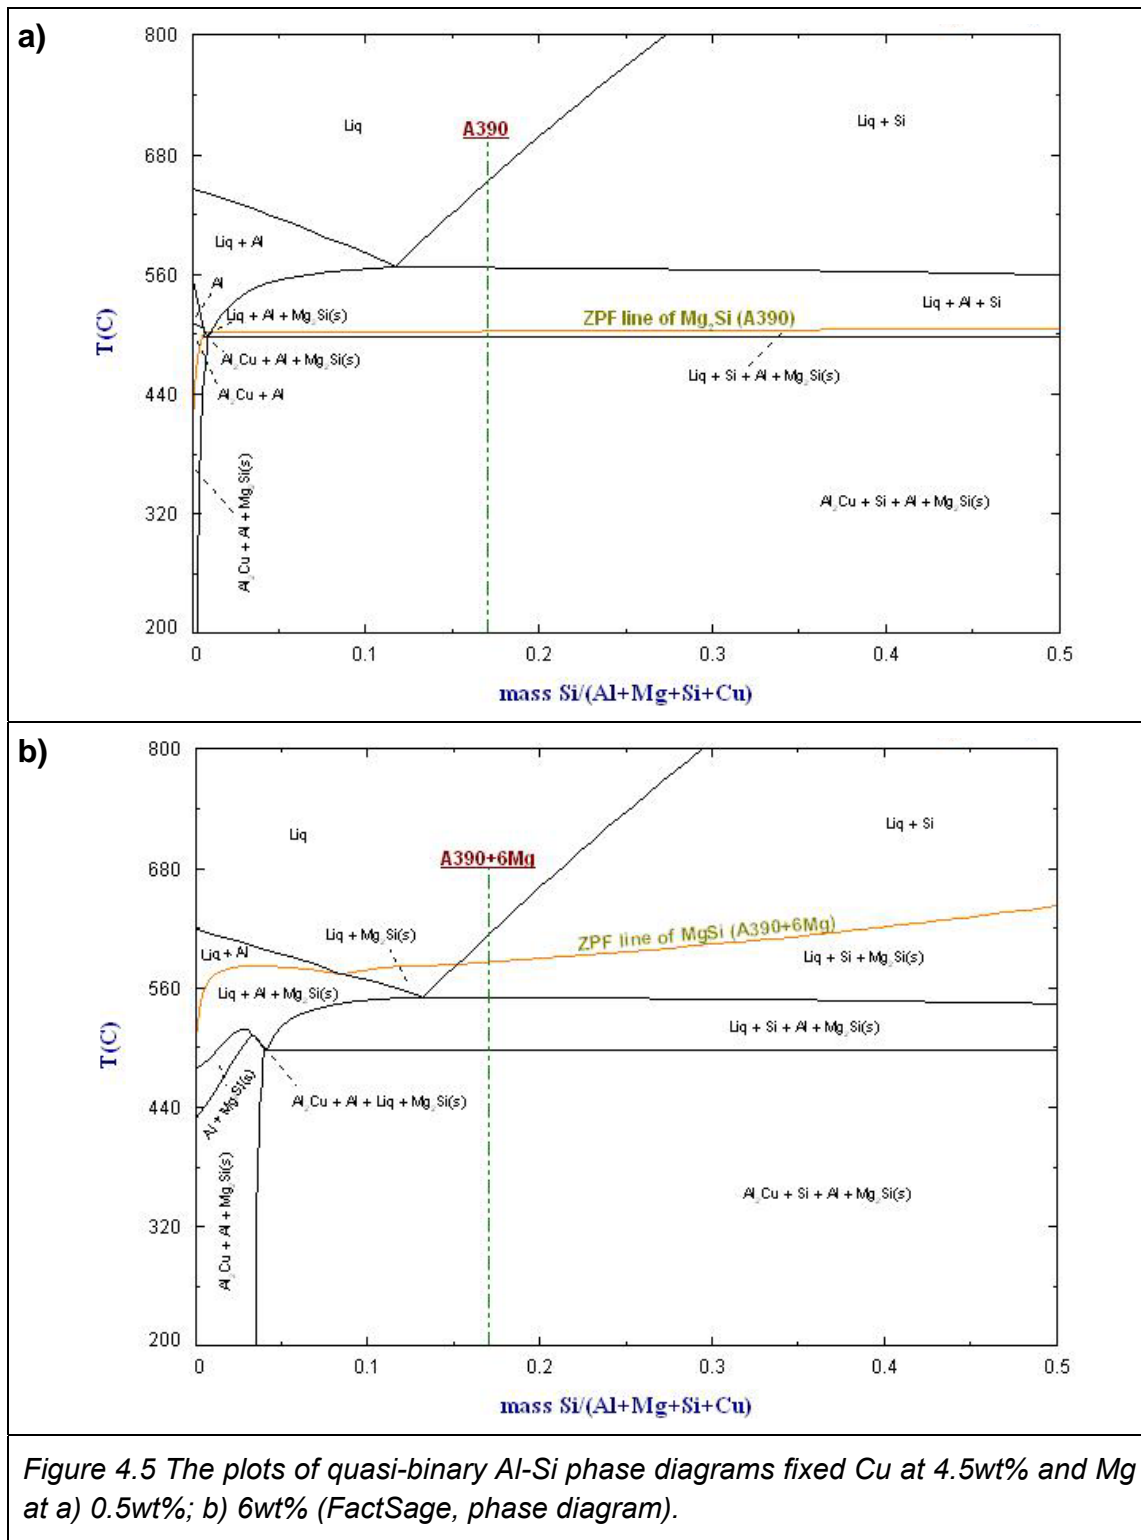 a)
800
680
560
440
320
200
T(C)
Liq
A390
Liq + Si
Liq + Al
Al
Liq + Al + Mg₂Si(s)
ZPF line of Mg₂Si (A390)
Liq + Al + Si
Al₂Cu + Al + Mg₂Si(s)
Al₂Cu + Al
Liq + Si + Al + Mg₂Si(s)
Al₂Cu + Al + Mg₂Si(s)
Al₂Cu + Si + Al + Mg₂Si(s)
0 0.1 0.2 0.3 0.4 0.5
mass Si/(Al+Mg+Si+Cu)
b)
800
680
560
440
320
200
T(C)
Liq
A390+6Mg
Liq + Si
Liq + Mg₂Si(s)
ZPF line of MgSi (A390+6Mg)
Liq + Al
Liq + Si + Mg₂Si(s)
Liq + Al + Mg₂Si(s)
Liq + Si + Al + Mg₂Si(s)
Al + Mg₂Si(s)
Al₂Cu + Al + Liq + Mg₂Si(s)
Al₂Cu + Al + Mg₂Si(s)
Al₂Cu + Si + Al + Mg₂Si(s)
0 0.1 0.2 0.3 0.4 0.5
mass Si/(Al+Mg+Si+Cu)
Figure 4.5 The plots of quasi-binary Al-Si phase diagrams fixed Cu at 4.5wt% and Mg
at a) 0.5wt%; b) 6wt% (FactSage, phase diagram).